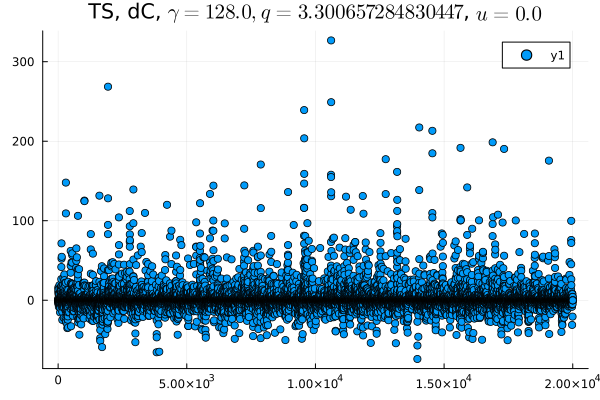 TS, dC, γ = 128.0, q = 3.300657284830447, u = 0.0
y1
300
200
100
0
0 5.00×10³ 1.00×10⁴ 1.50×10⁴ 2.00×10⁴